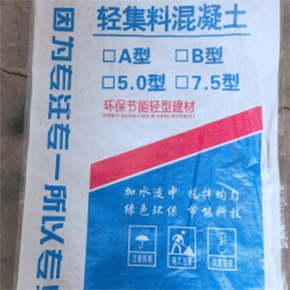 轻集料混凝土
□A型 □B型
□5.0型 □7.5型
环保节能轻型建材
加水适中 搅拌均匀
绿色环保 节能科技
因为专注专一所以专